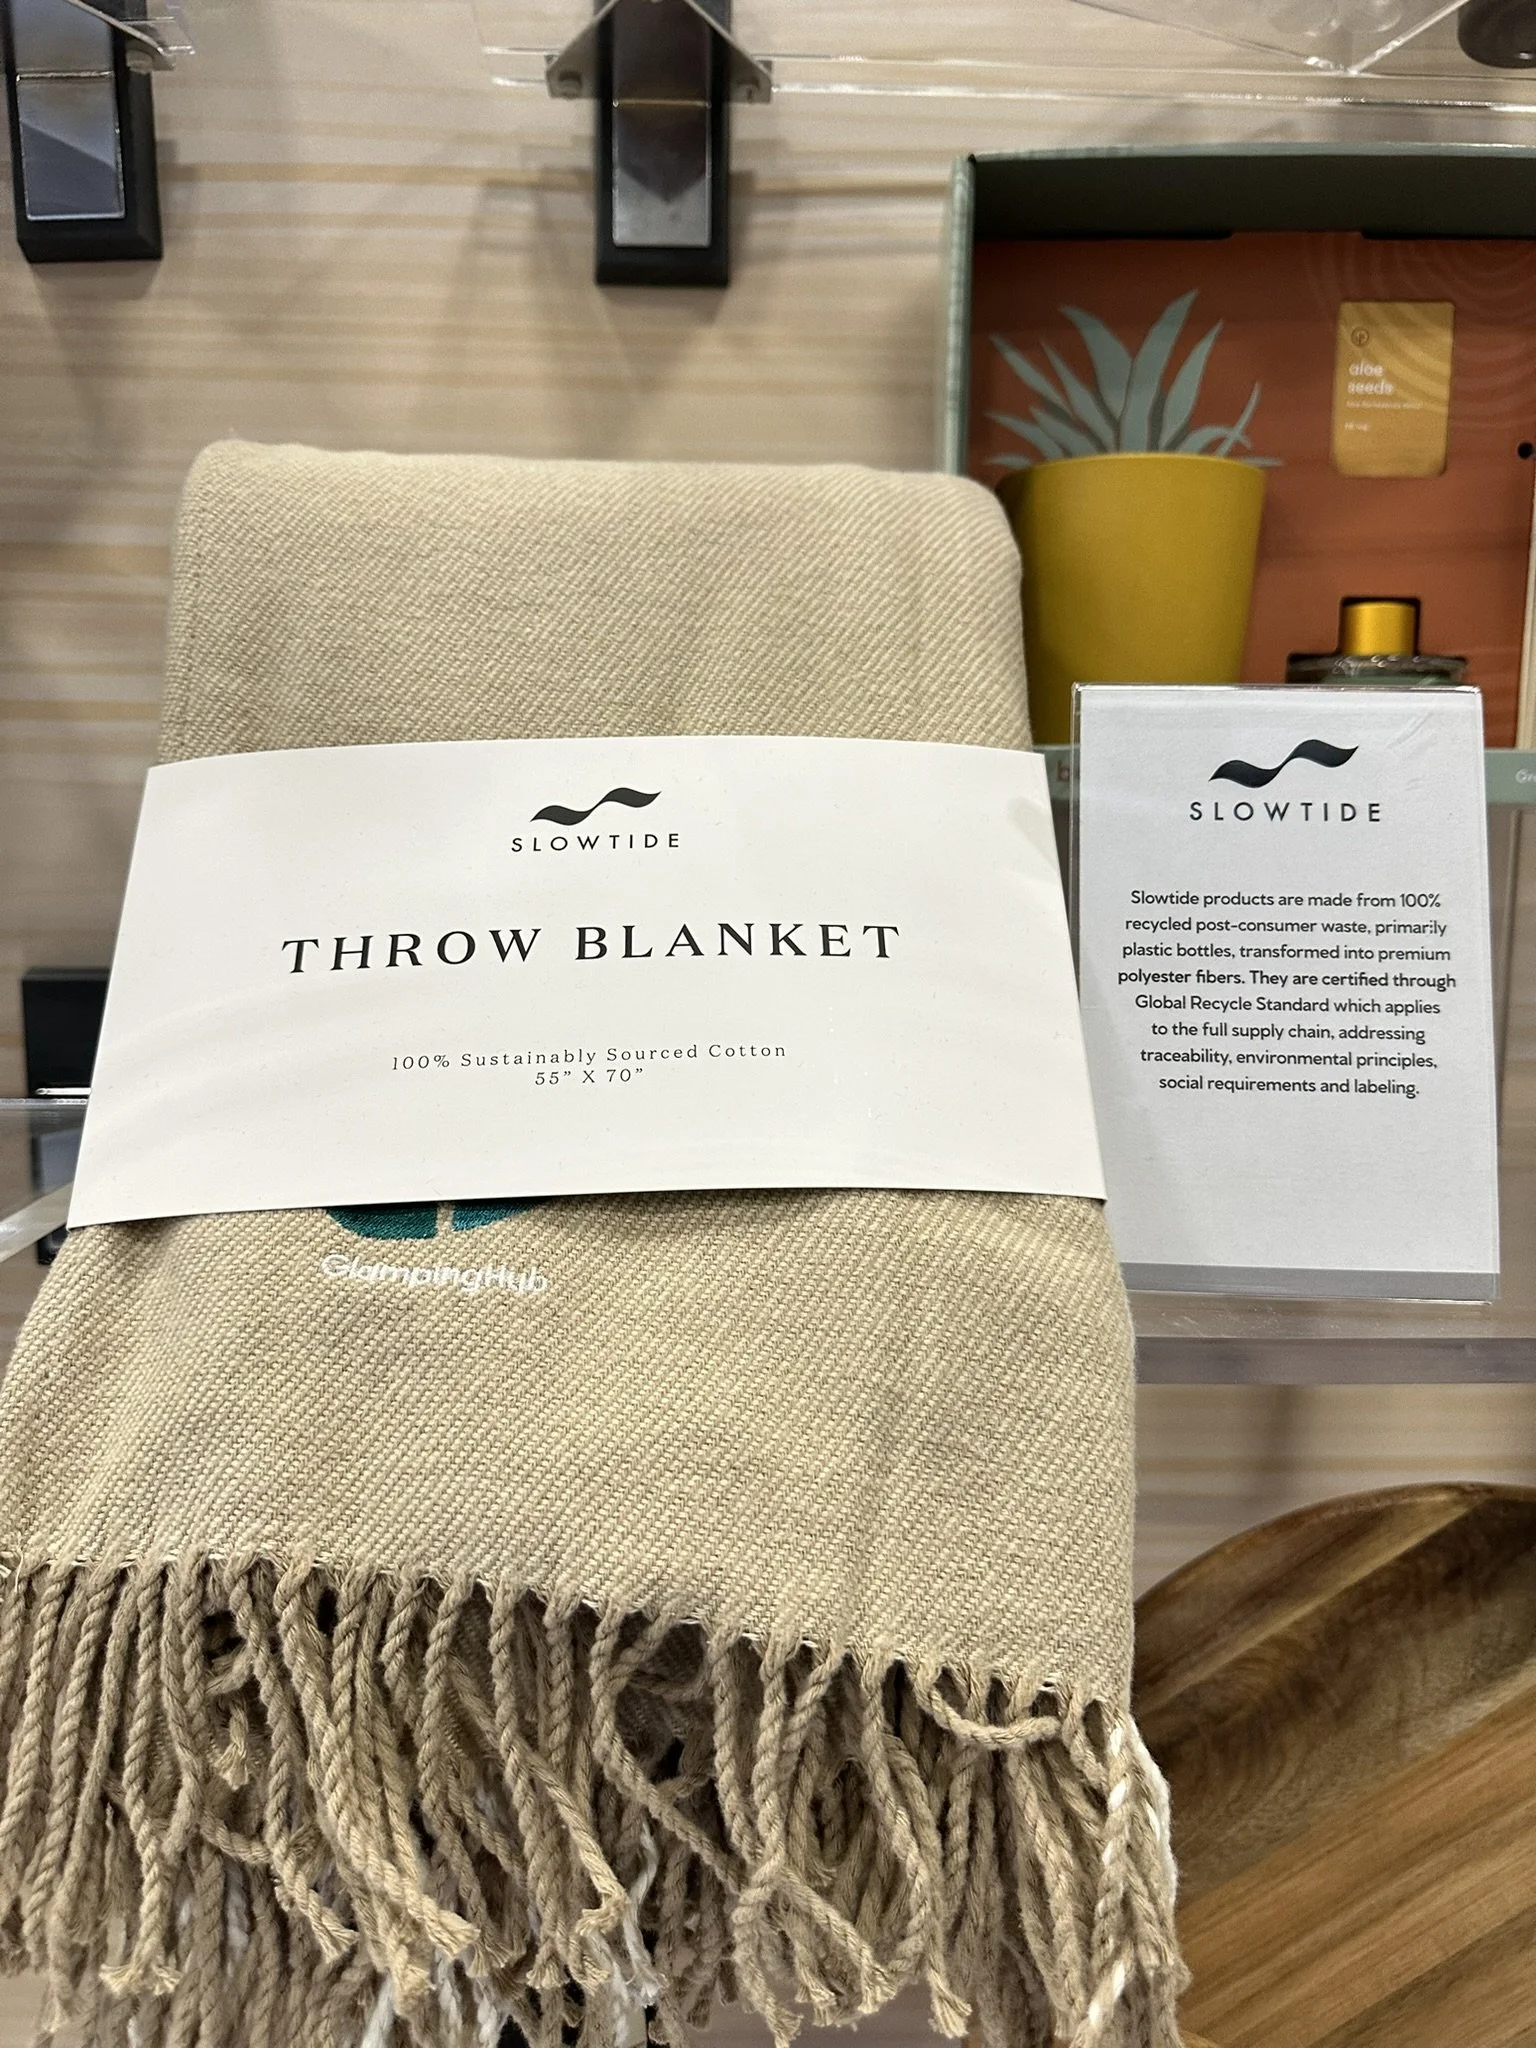 aloe
seeds
SLOWTIDE
THROW BLANKET
100% Sustainably Sourced Cotton
55” X 70”
GlampingHub
SLOWTIDE
Slowtide products are made from 100%
recycled post-consumer waste, primarily
plastic bottles, transformed into premium
polyester fibers. They are certified through
Global Recycle Standard which applies
to the full supply chain, addressing
traceability, environmental principles,
social requirements and labeling.